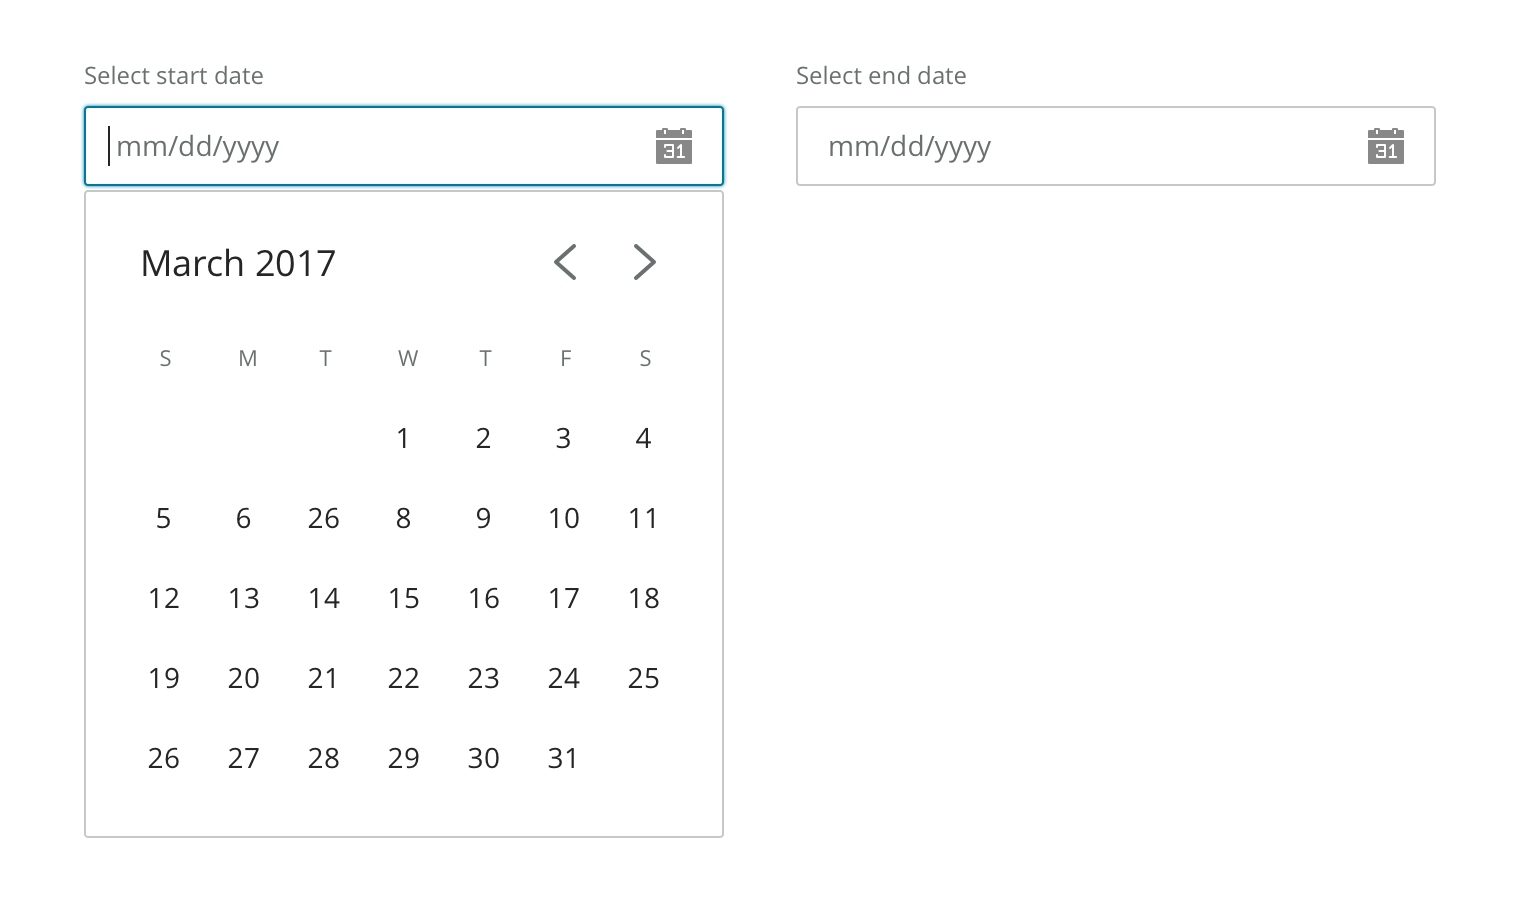 Select start date Select end date
mm/dd/yyyy 31 mm/dd/yyyy 31
March 2017
S M T W T F S
1 2 3 4
5 6 26 8 9 10 11
12 13 14 15 16 17 18
19 20 21 22 23 24 25
26 27 28 29 30 31